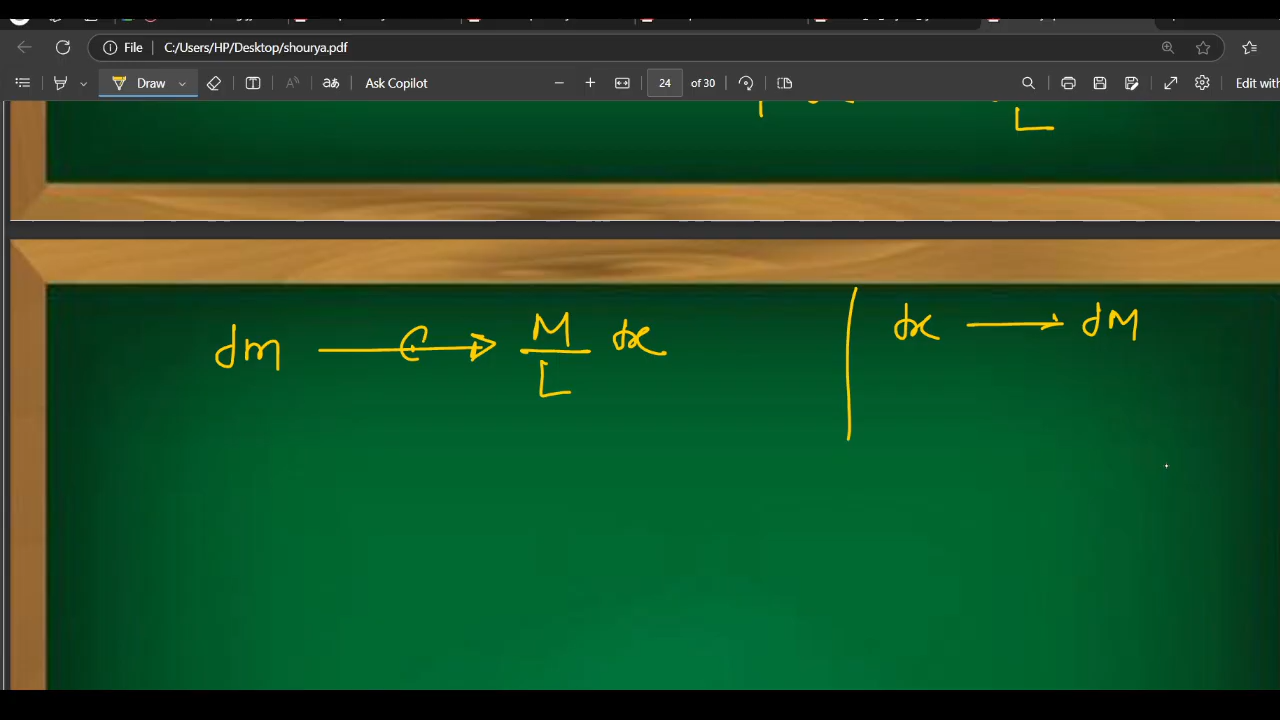 File | C:/Users/HP/Desktop/shourya.pdf
Draw Ask Copilot 24 of 30 Edit with
L
dm → M/L dx | dx → dM